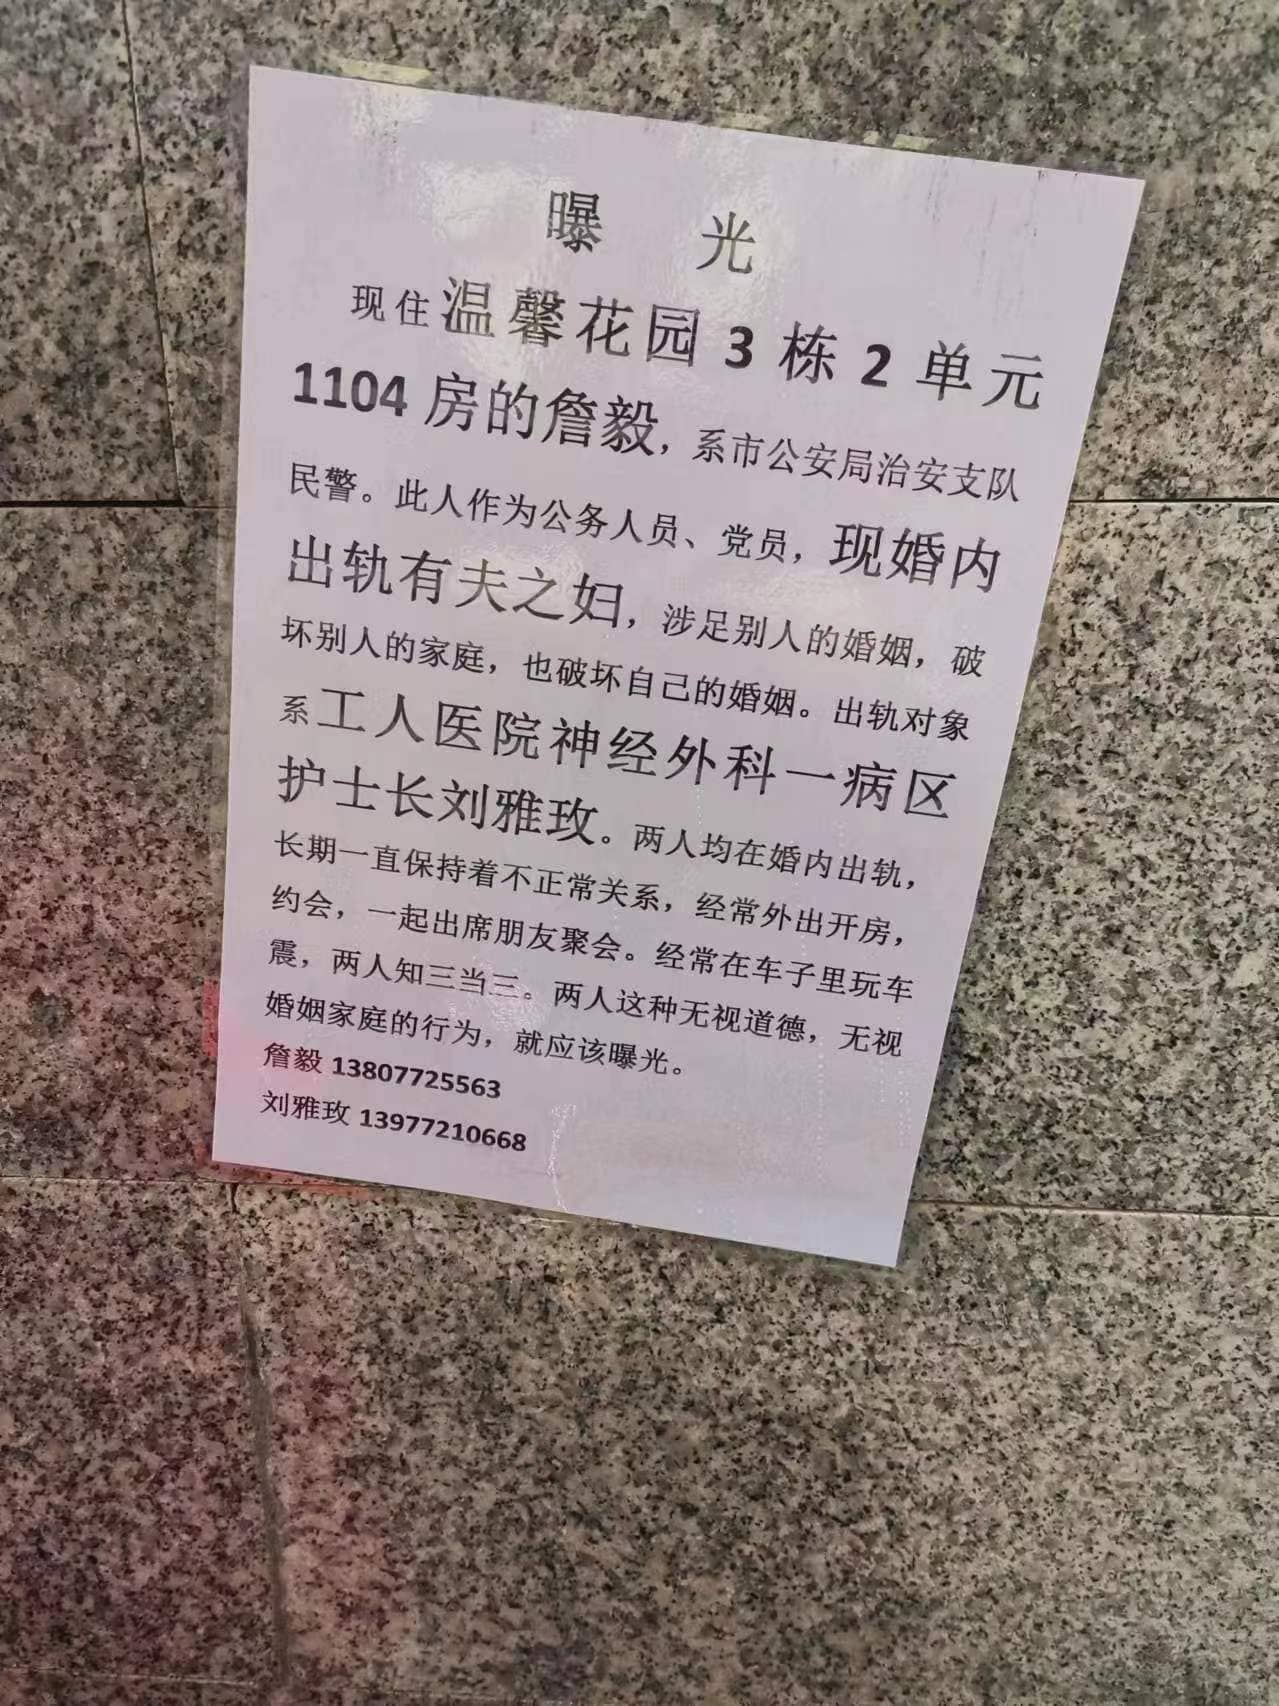 曝 光
现住温馨花园 3 栋 2 单元
1104 房的詹毅，系市公安局治安支队
民警。此人作为公务人员、党员，现婚内
出轨有夫之妇，涉足别人的婚姻，破
坏别人的家庭，也破坏自己的婚姻。出轨对象
系工人医院神经外科一病区
护士长刘雅玫。两人均在婚内出轨，
长期一直保持着不正常关系，经常外出开房，
约会，一起出席朋友聚会。经常在车子里玩车
震，两人知三当三。两人这种无视道德，无视
婚姻家庭的行为，就应该曝光。
詹毅 13807725563
刘雅玫 13977210668